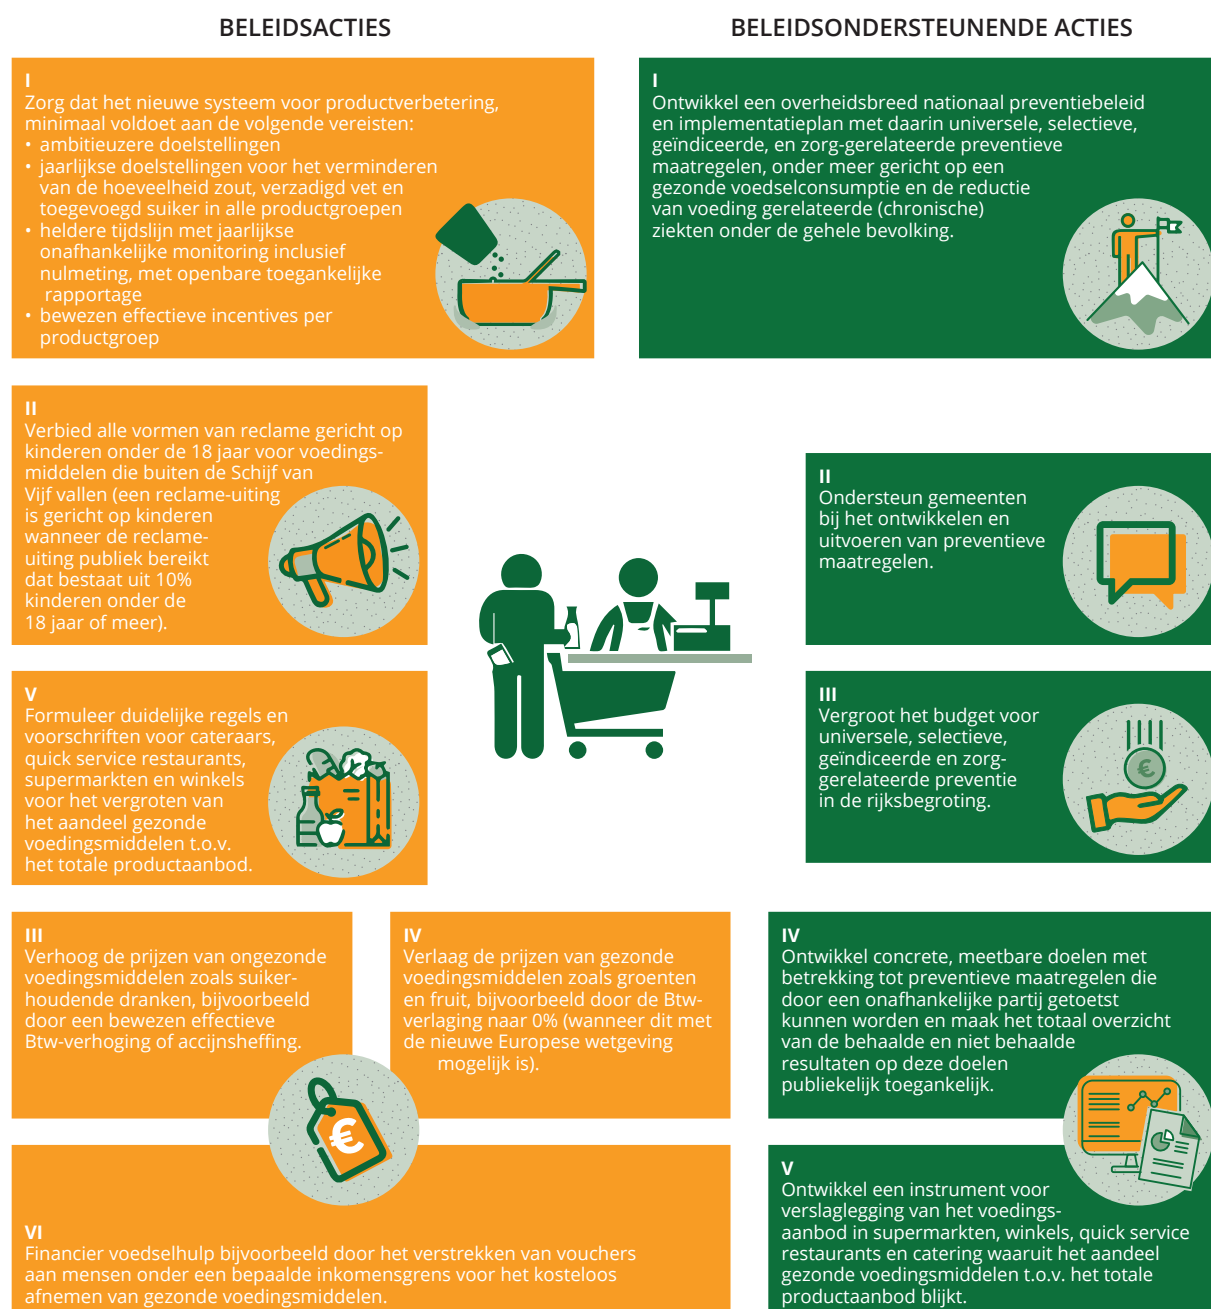 BELEIDSACTIES
I
Zorg dat het nieuwe systeem voor productverbetering,
minimaal voldoet aan de volgende vereisten:
• ambitieuzere doelstellingen
• jaarlijkse doelstellingen voor het verminderen
van de hoeveelheid zout, verzadigd vet en
toegevoegd suiker in alle productgroepen
• heldere tijdslijn met jaarlijkse
onafhankelijke monitoring inclusief
nulmeting, met openbare toegankelijke
rapportage
• bewezen effectieve incentives per
productgroep
II
Verbied alle vormen van reclame gericht op
kinderen onder de 18 jaar voor voedings-
middelen die buiten de Schijf van
Vijf vallen (een reclame-uiting
is gericht op kinderen
wanneer de reclame-
uiting publiek bereikt
dat bestaat uit 10%
kinderen onder de
18 jaar of meer).
V
Formuleer duidelijke regels en
voorschriften voor cateraars,
quick service restaurants,
supermarkten en winkels
voor het vergroten van
het aandeel gezonde
voedingsmiddelen t.o.v.
het totale productaanbod.
III
Verhoog de prijzen van ongezonde
voedingsmiddelen zoals suiker-
houdende dranken, bijvoorbeeld
door een bewezen effectieve
Btw-verhoging of accijnsheffing.
IV
Verlaag de prijzen van gezonde
voedingsmiddelen zoals groenten
en fruit, bijvoorbeeld door de Btw-
verlaging naar 0% (wanneer dit met
de nieuwe Europese wetgeving
mogelijk is).
€
VI
Financier voedselhulp bijvoorbeeld door het verstrekken van vouchers
aan mensen onder een bepaalde inkomensgrens voor het kosteloos
afnemen van gezonde voedingsmiddelen.
BELEIDSONDERSTEUNENDE ACTIES
I
Ontwikkel een overheidsbreed nationaal preventiebeleid
en implementatieplan met daarin universele, selectieve,
geïndiceerde, en zorg-gerelateerde preventieve
maatregelen, onder meer gericht op een
gezonde voedselconsumptie en de reductie
van voeding gerelateerde (chronische)
ziekten onder de gehele bevolking.
II
Ondersteun gemeenten
bij het ontwikkelen en
uitvoeren van preventieve
maatregelen.
III
Vergroot het budget voor
universele, selectieve,
geïndiceerde en zorg-
gerelateerde preventie
in de rijksbegroting.
€
IV
Ontwikkel concrete, meetbare doelen met
betrekking tot preventieve maatregelen die
door een onafhankelijke partij getoetst
kunnen worden en maak het totaal overzicht
van de behaalde en niet behaalde
resultaten op deze doelen
publiekelijk toegankelijk.
V
Ontwikkel een instrument voor
verslaglegging van het voedings-
aanbod in supermarkten, winkels, quick service
restaurants en catering waaruit het aandeel
gezonde voedingsmiddelen t.o.v. het totale
productaanbod blijkt.